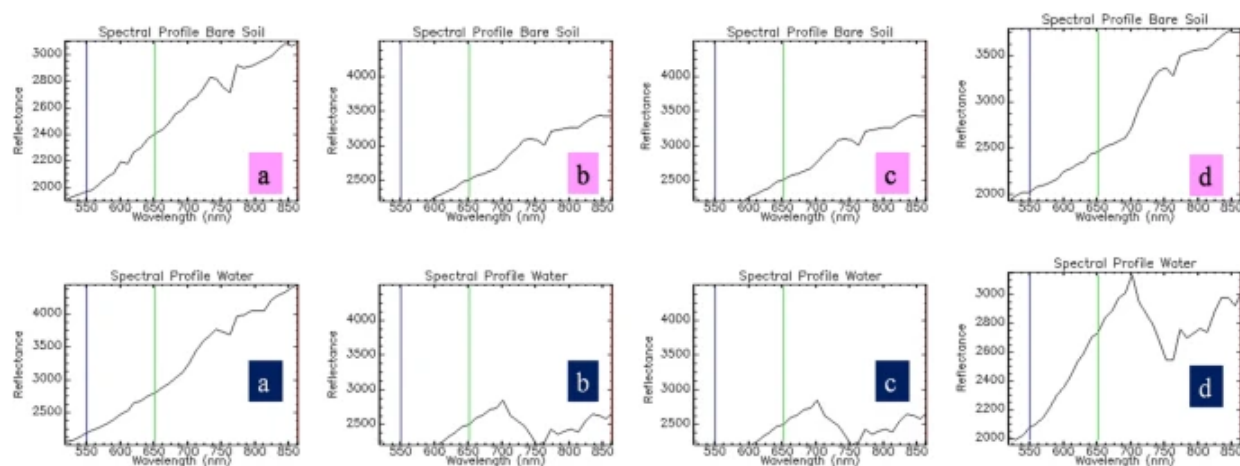 Spectral Profile Bare Soil
Reflectance
3000
2800
2600
2400
2200
2000
a
550 600 650 700 750 800 850
Wavelength (nm)
Spectral Profile Bare Soil
Reflectance
4000
3500
3000
2500
b
550 600 650 700 750 800 850
Wavelength (nm)
Spectral Profile Bare Soil
Reflectance
4000
3500
3000
2500
c
550 600 650 700 750 800 850
Wavelength (nm)
Spectral Profile Bare Soil
Reflectance
3500
3000
2500
2000
d
550 600 650 700 750 800 850
Wavelength (nm)
Spectral Profile Water
Reflectance
4000
3500
3000
2500
a
550 600 650 700 750 800 850
Wavelength (nm)
Spectral Profile Water
Reflectance
4000
3500
3000
2500
b
550 600 650 700 750 800 850
Wavelength (nm)
Spectral Profile Water
Reflectance
4000
3500
3000
2500
c
550 600 650 700 750 800 850
Wavelength (nm)
Spectral Profile Water
Reflectance
3000
2800
2600
2400
2200
2000
d
550 600 650 700 750 800 850
Wavelength (nm)